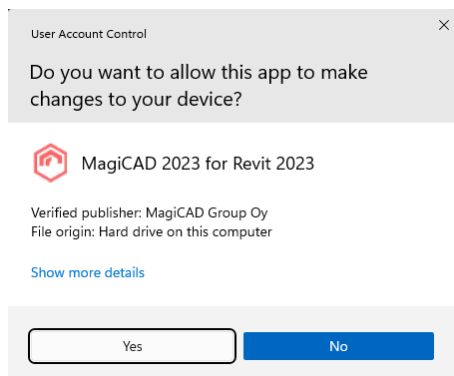 User Account Control
Do you want to allow this app to make
changes to your device?
MagiCAD 2023 for Revit 2023
Verified publisher: MagiCAD Group Oy
File origin: Hard drive on this computer
Show more details
Yes
No